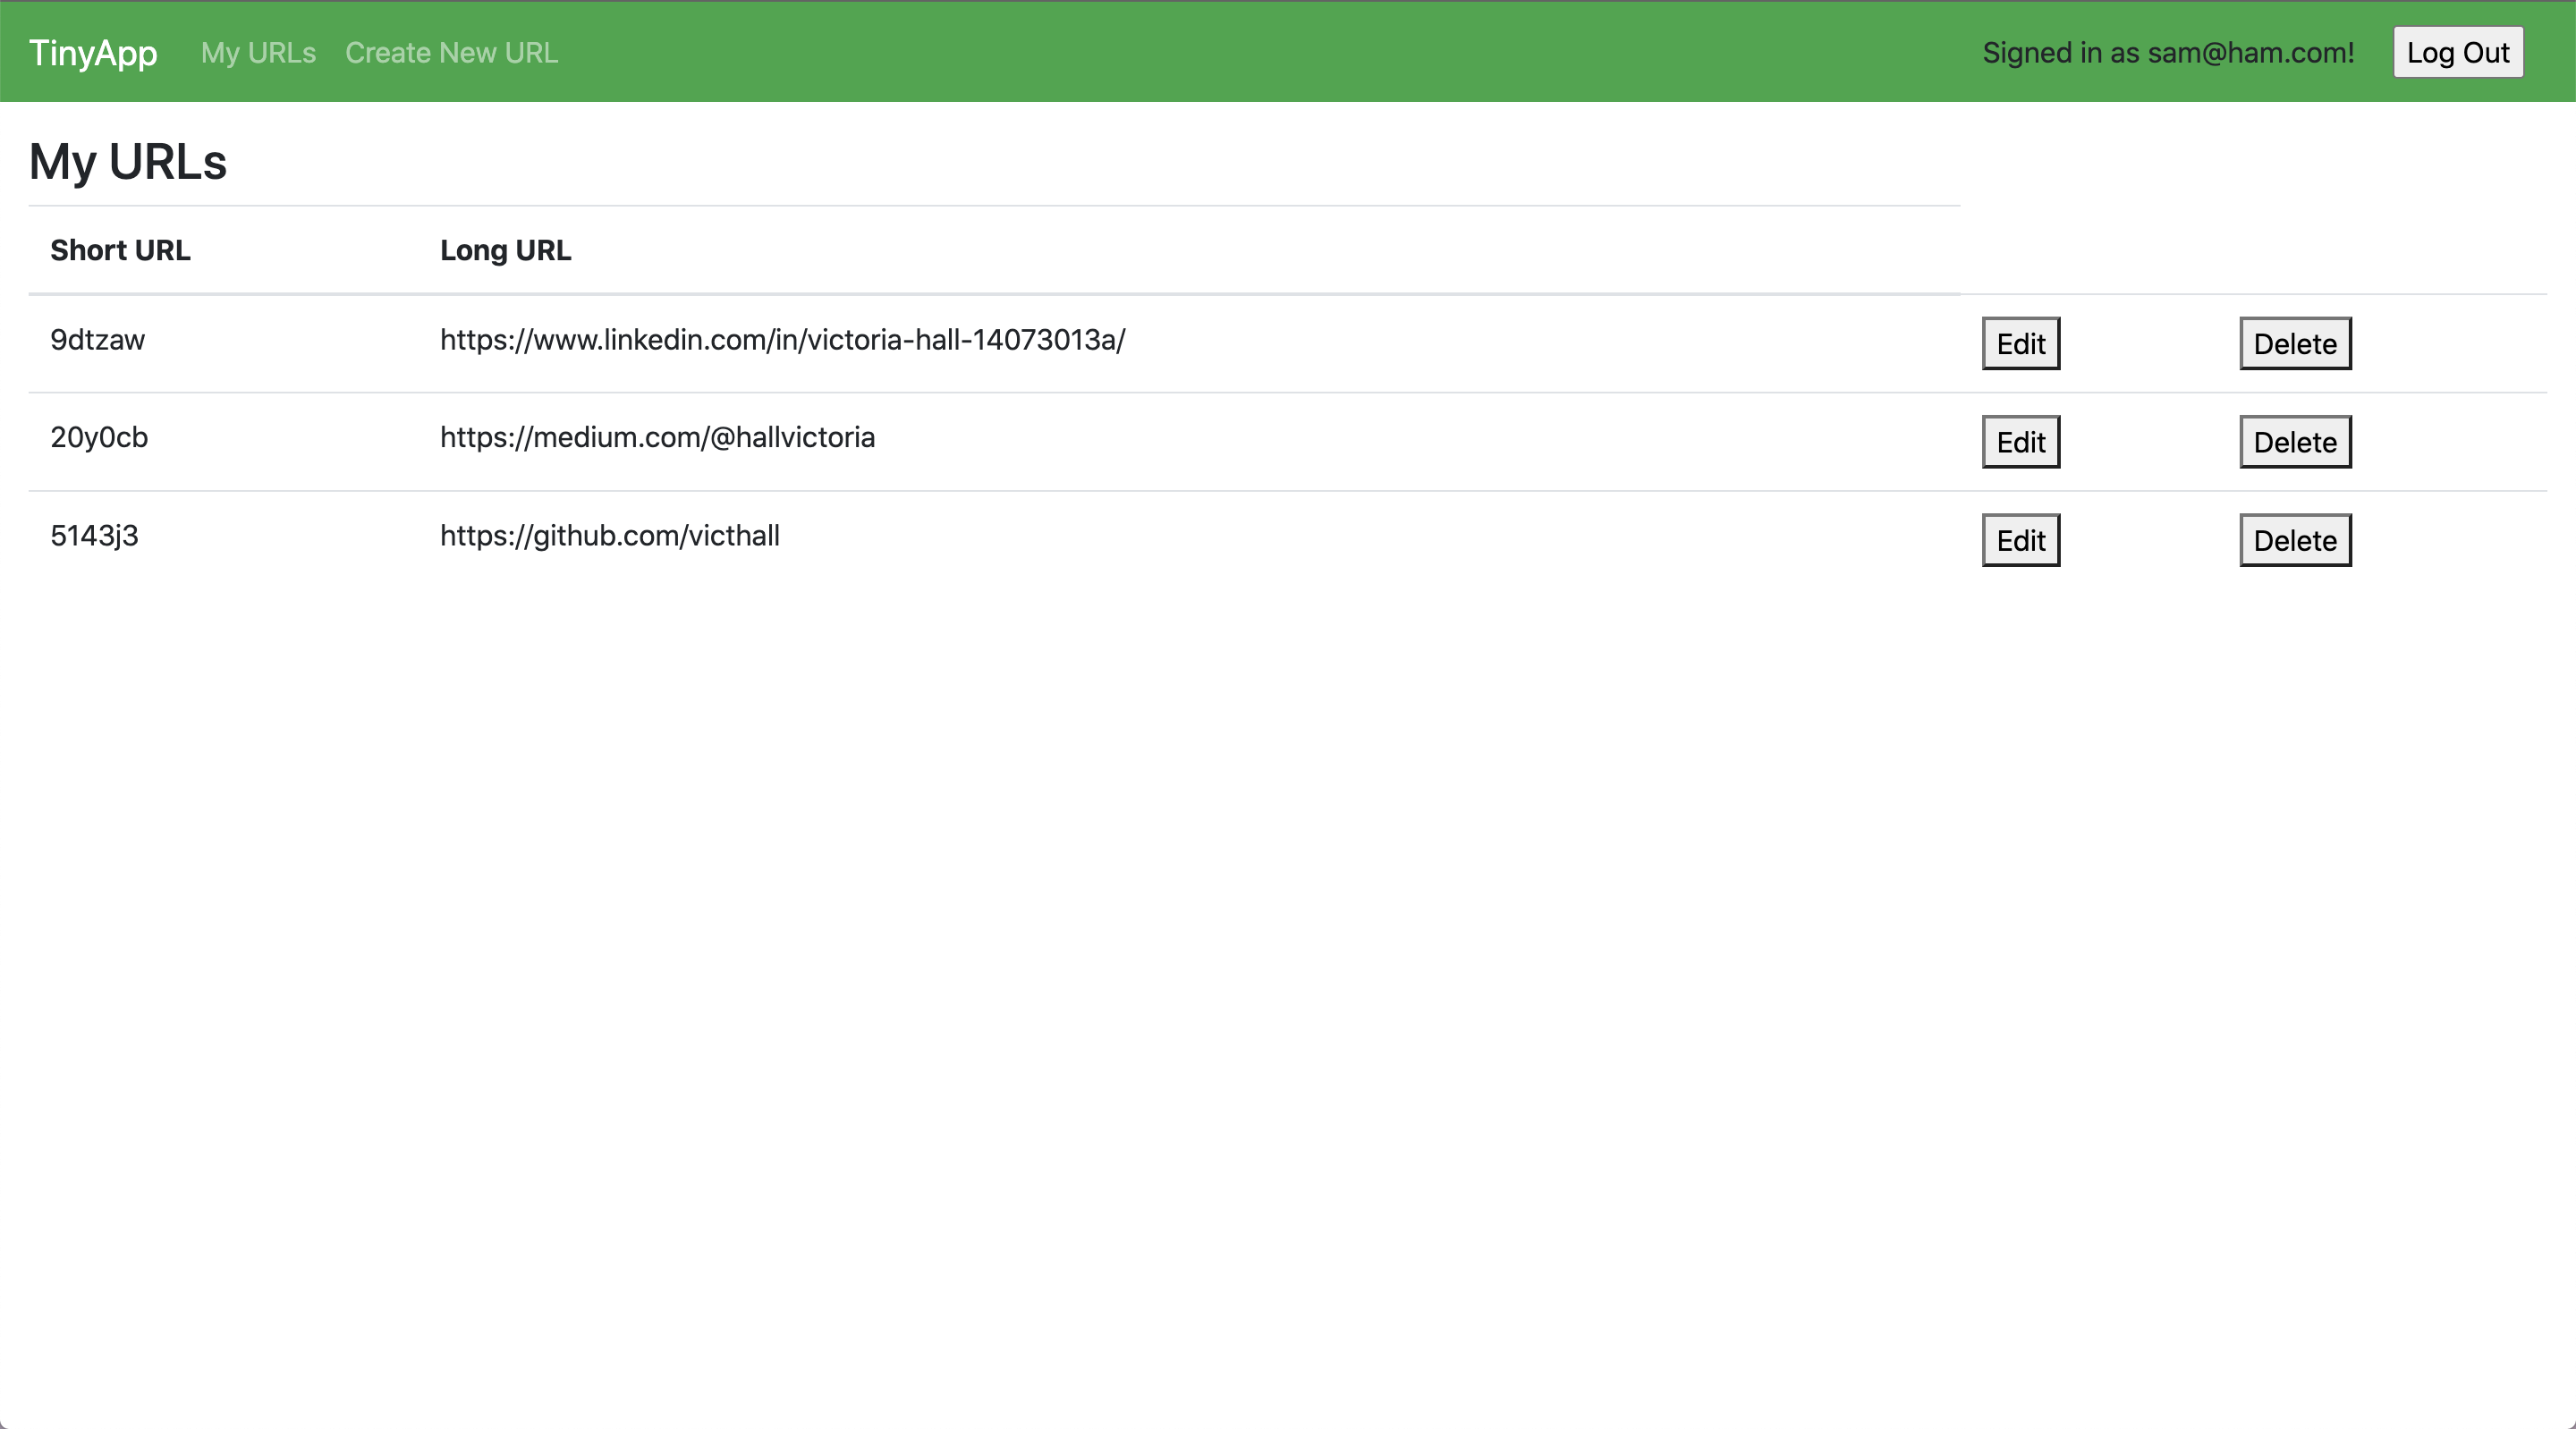 TinyApp My URLs Create New URL Signed in as sam@ham.com! Log Out
My URLs
Short URL Long URL
9dtzaw https://www.linkedin.com/in/victoria-hall-14073013a/ Edit Delete
20y0cb https://medium.com/@hallvictoria Edit Delete
5143j3 https://github.com/victhall Edit Delete